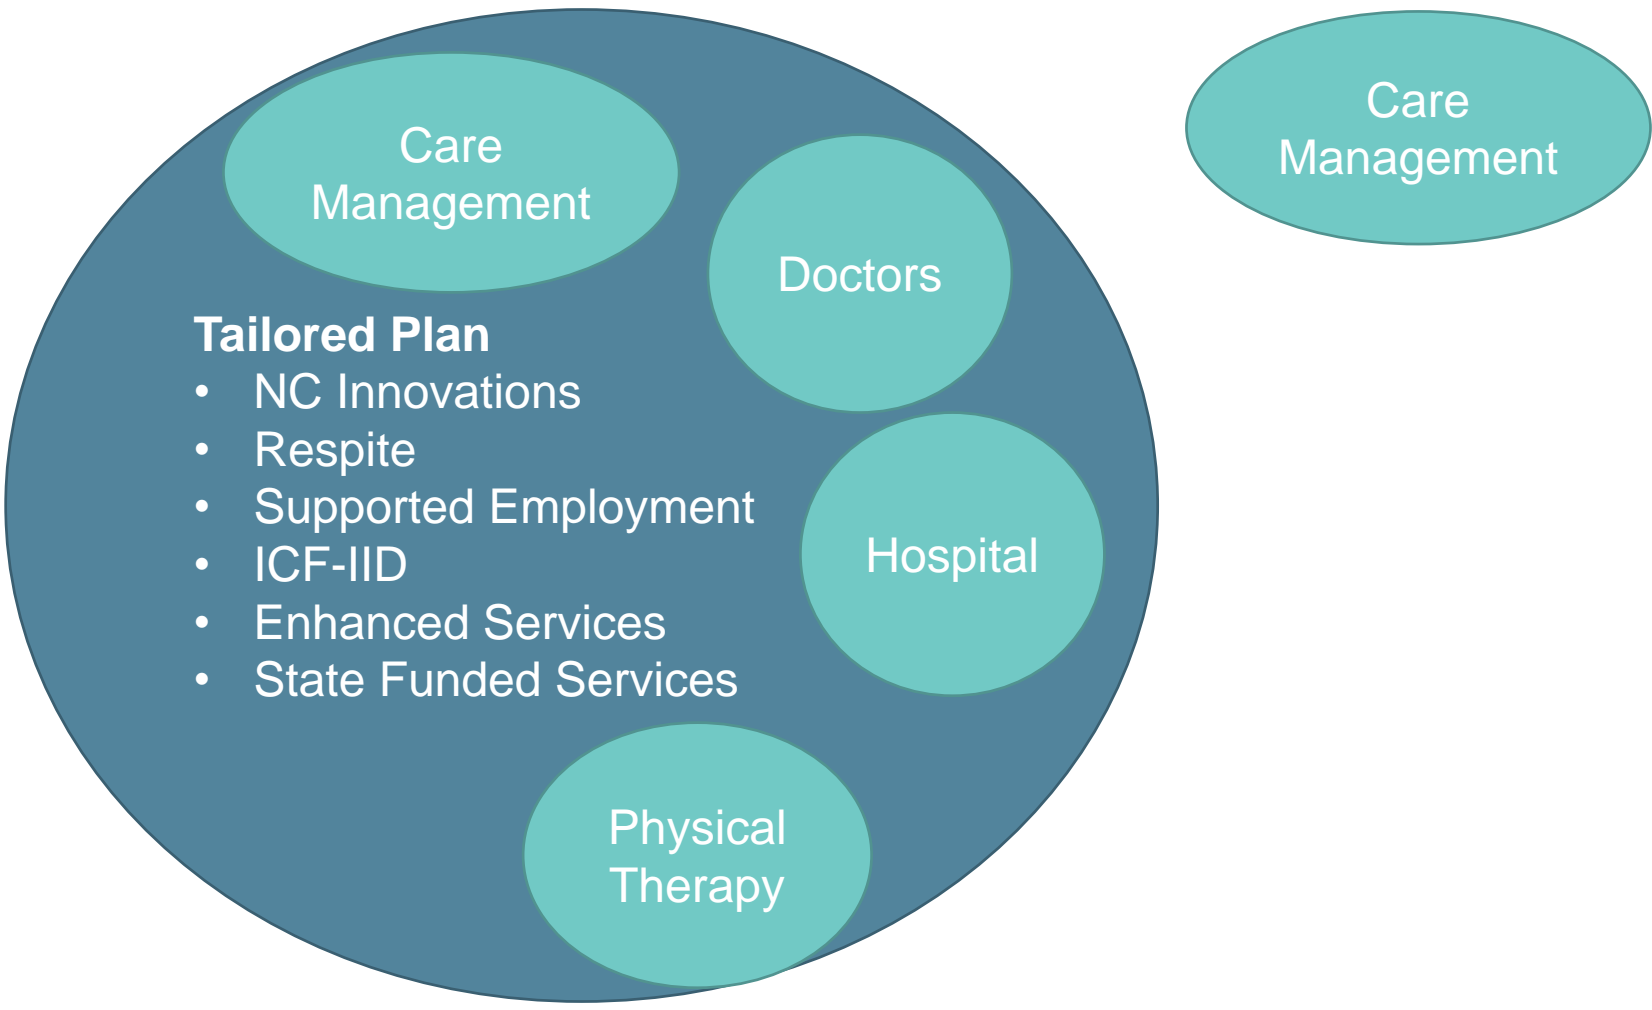 Care
Management
Care
Management
Doctors
Tailored Plan
• NC Innovations
• Respite
• Supported Employment
• ICF-IID
• Enhanced Services
• State Funded Services
Hospital
Physical
Therapy